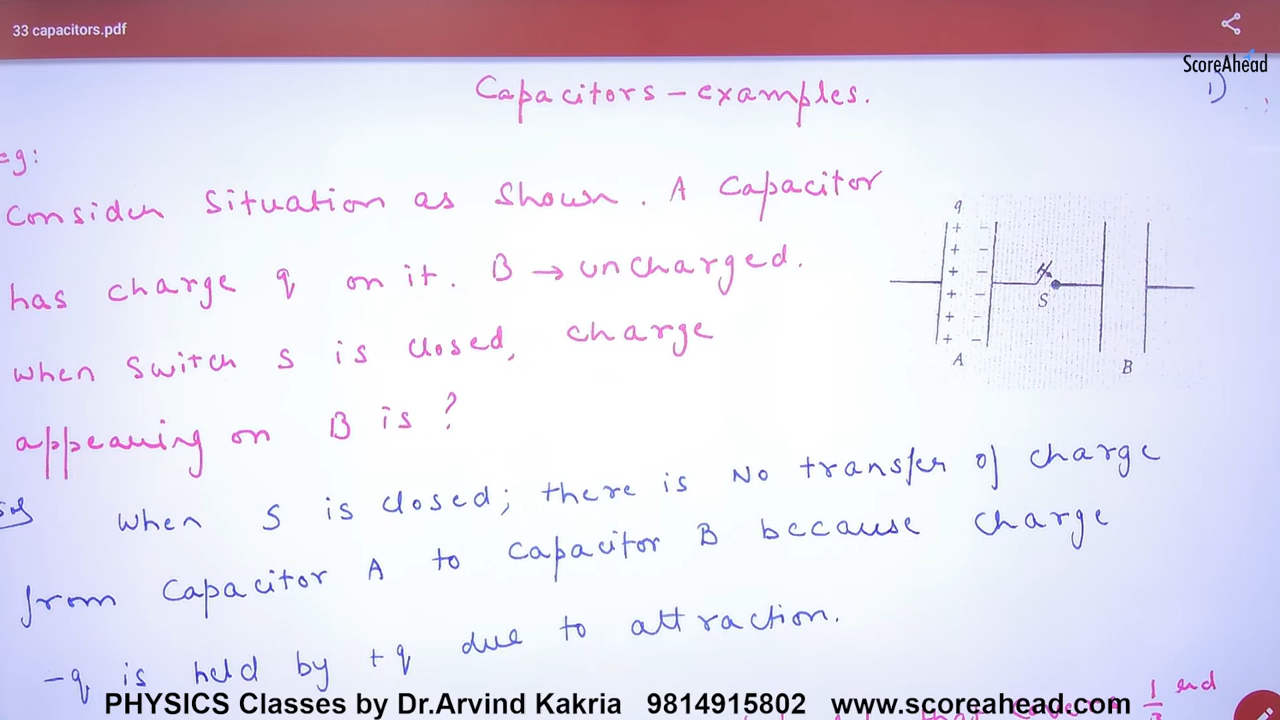 33 capacitors.pdf
ScoreAhead
1)
Capacitors - examples.
eg:
Consider Situation as Shown. A Capacitor
q
has charge q on it. B → uncharged.
S
when switch S is closed, charge
A
B
appearing on B is ?
Sol When S is closed; there is No transfer of charge
from Capacitor A to Capacitor B because charge
-q is held by +q due to attraction.
PHYSICS Classes by Dr.Arvind Kakria 9814915802 www.scoreahead.com